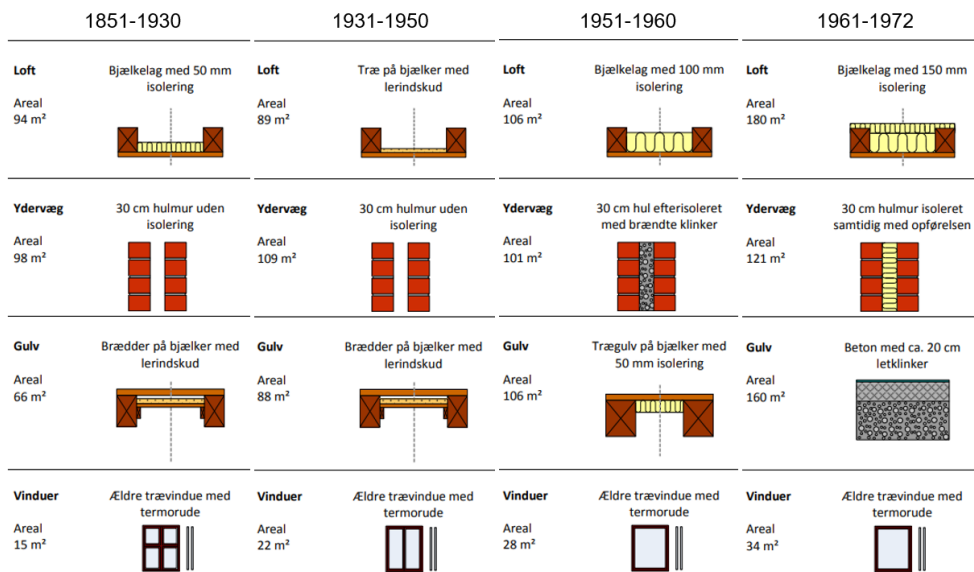 1851-1930
1931-1950
1951-1960
1961-1972
Loft
Bjælkelag med 50 mm
isolering
Areal
94 m²
Loft
Træ på bjælker med
lerindskud
Areal
89 m²
Loft
Bjælkelag med 100 mm
isolering
Areal
106 m²
Loft
Bjælkelag med 150 mm
isolering
Areal
180 m²
Ydervæg
30 cm hulmur uden
isolering
Areal
98 m²
Ydervæg
30 cm hulmur uden
isolering
Areal
109 m²
Ydervæg
30 cm hul efterisoleret
med brændte klinker
Areal
101 m²
Ydervæg
30 cm hulmur isoleret
samtidig med opførelsen
Areal
121 m²
Gulv
Brædder på bjælker med
lerindskud
Areal
66 m²
Gulv
Brædder på bjælker med
lerindskud
Areal
88 m²
Gulv
Trægulv på bjælker med
50 mm isolering
Areal
106 m²
Gulv
Beton med ca. 20 cm
letklinker
Areal
160 m²
Vinduer
Ældre trævindue med
termorude
Areal
15 m²
Vinduer
Ældre trævindue med
termorude
Areal
22 m²
Vinduer
Ældre trævindue med
termorude
Areal
28 m²
Vinduer
Ældre trævindue med
termorude
Areal
34 m²